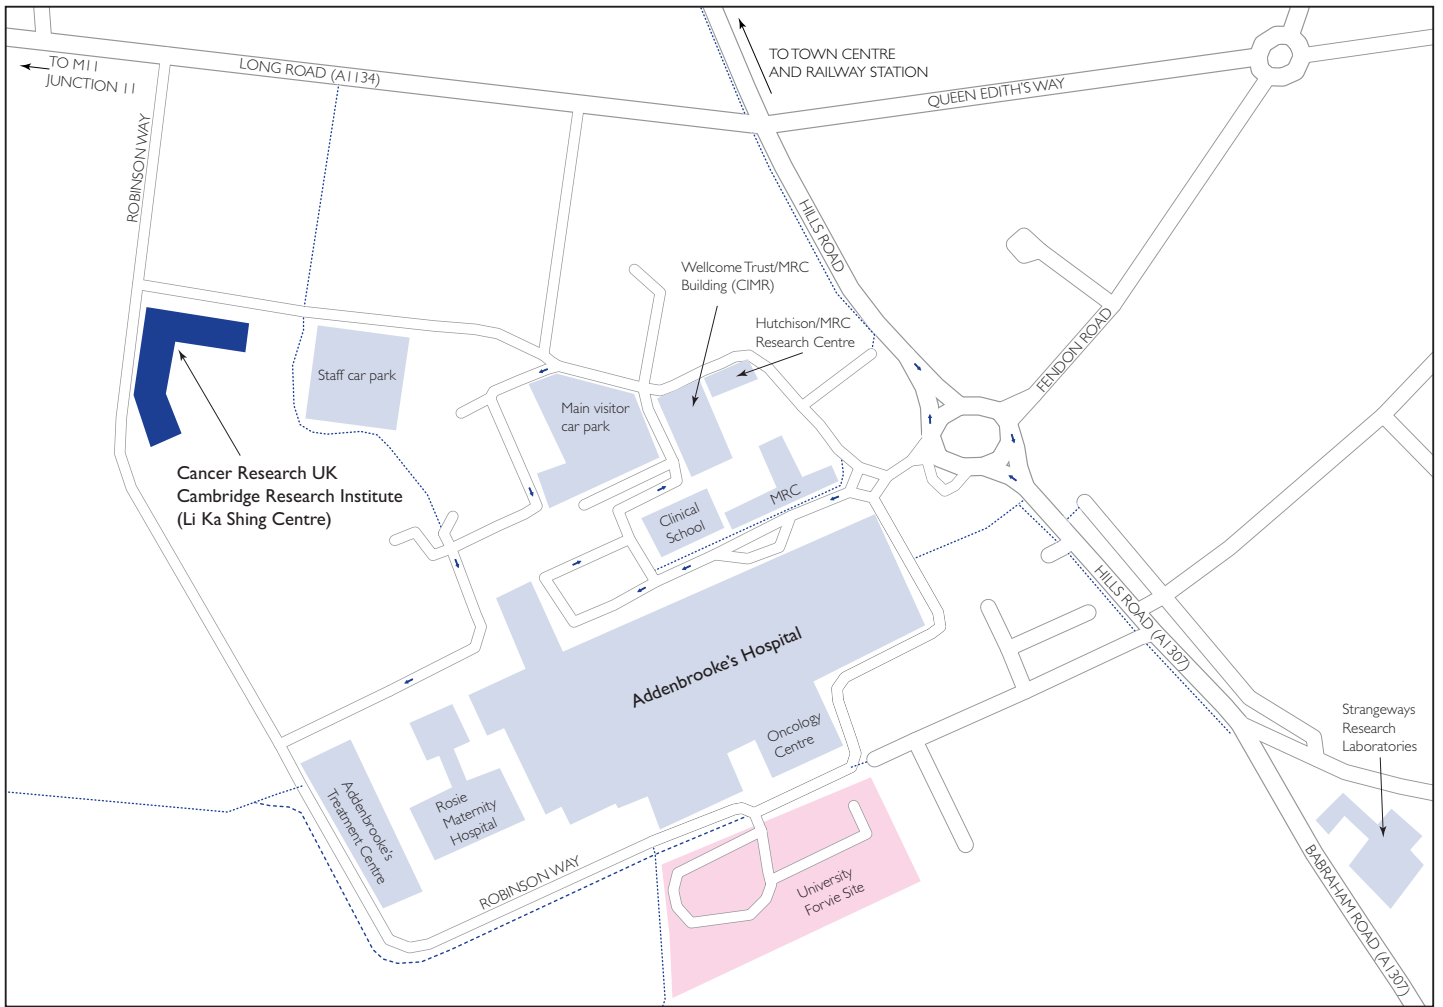 TO TOWN CENTRE
AND RAILWAY STATION
TO M11
JUNCTION 11
LONG ROAD (A1134)
QUEEN EDITH'S WAY
ROBINSON WAY
HILLS ROAD
Wellcome Trust/MRC
Building (CIMR)
Hutchison/MRC
Research Centre
FENDON ROAD
Staff car park
Main visitor
car park
Cancer Research UK
Cambridge Research Institute
(Li Ka Shing Centre)
MRC
Clinical
School
HILLS ROAD (A1307)
Addenbrooke's Hospital
Oncology
Centre
Strangeways
Research
Laboratories
Addenbrooke's
Treatment Centre
Rosie
Maternity
Hospital
ROBINSON WAY
University
Forvie Site
BABRAHAM ROAD (A1307)